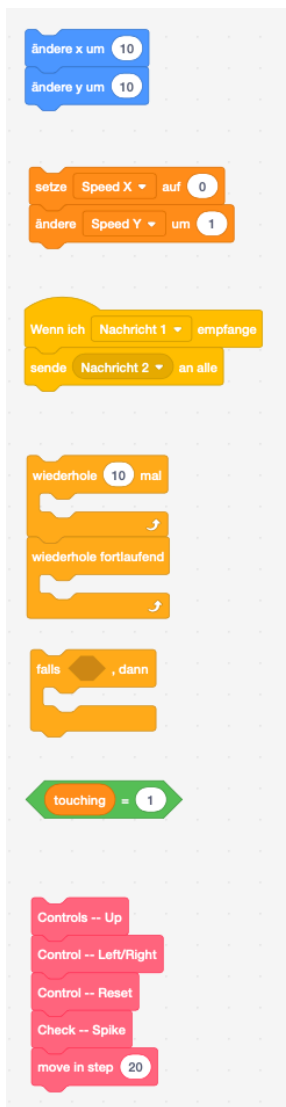 ändere x um 10
ändere y um 10
setze Speed X auf 0
ändere Speed Y um 1
Wenn ich Nachricht 1 empfange
sende Nachricht 2 an alle
wiederhole 10 mal
wiederhole fortlaufend
falls , dann
touching = 1
Controls -- Up
Control -- Left/Right
Control -- Reset
Check -- Spike
move in step 20